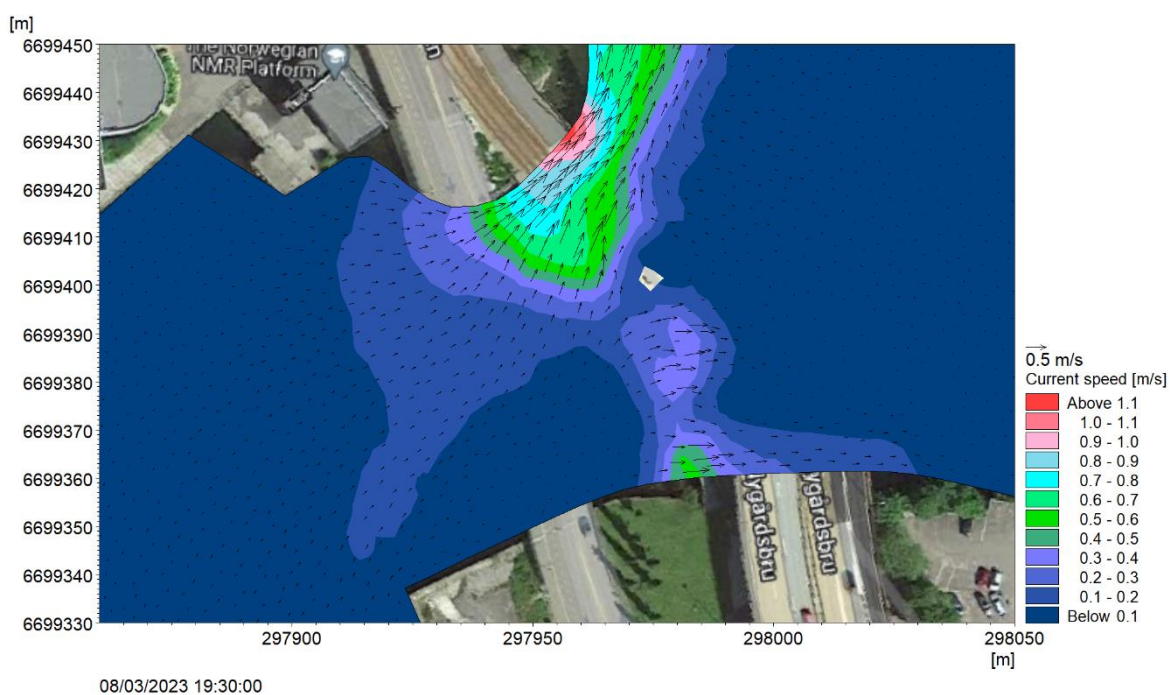 [m]
6699450
6699440
6699430
6699420
6699410
6699400
6699390
6699380
6699370
6699360
6699350
6699340
6699330
The Norwegian
NMR Platform
n
lygårdsbru
ygårdsbru
297900
297950
298000
298050
[m]
0.5 m/s
Current speed [m/s]
Above 1.1
1.0 - 1.1
0.9 - 1.0
0.8 - 0.9
0.7 - 0.8
0.6 - 0.7
0.5 - 0.6
0.4 - 0.5
0.3 - 0.4
0.2 - 0.3
0.1 - 0.2
Below 0.1
08/03/2023 19:30:00